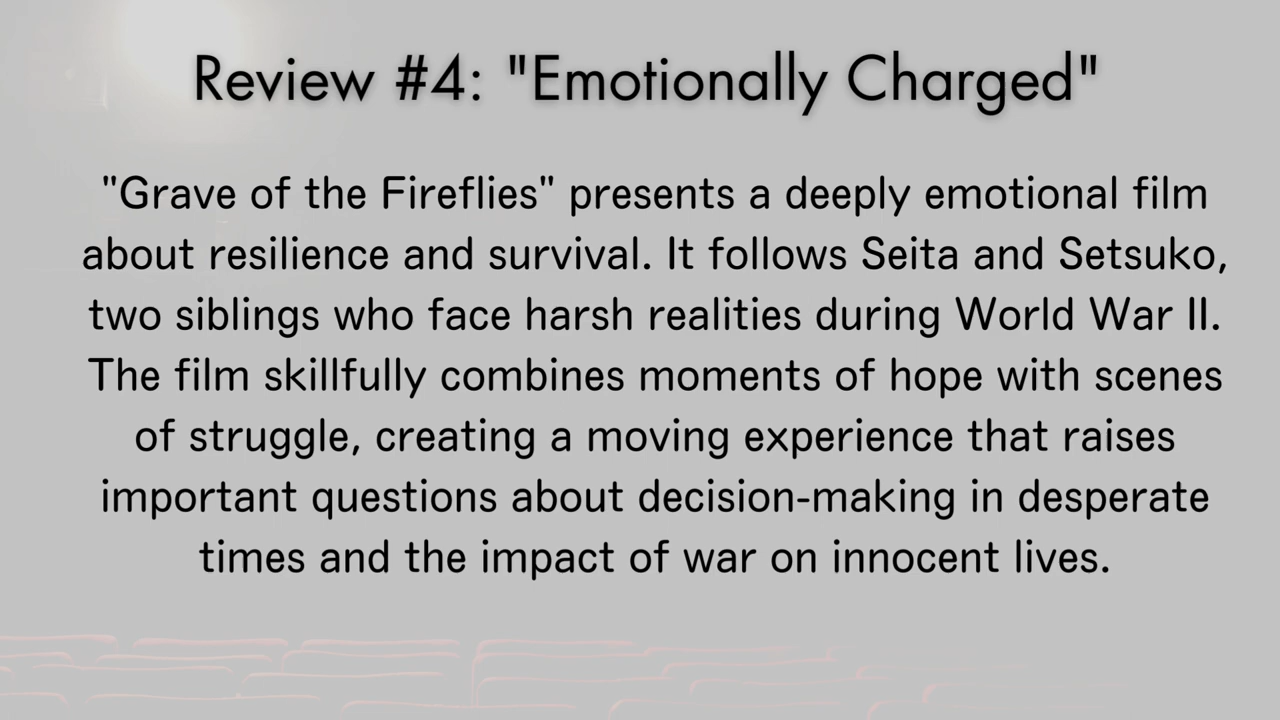 Review #4: "Emotionally Charged"
"Grave of the Fireflies" presents a deeply emotional film
about resilience and survival. It follows Seita and Setsuko,
two siblings who face harsh realities during World War II.
The film skillfully combines moments of hope with scenes
of struggle, creating a moving experience that raises
important questions about decision-making in desperate
times and the impact of war on innocent lives.